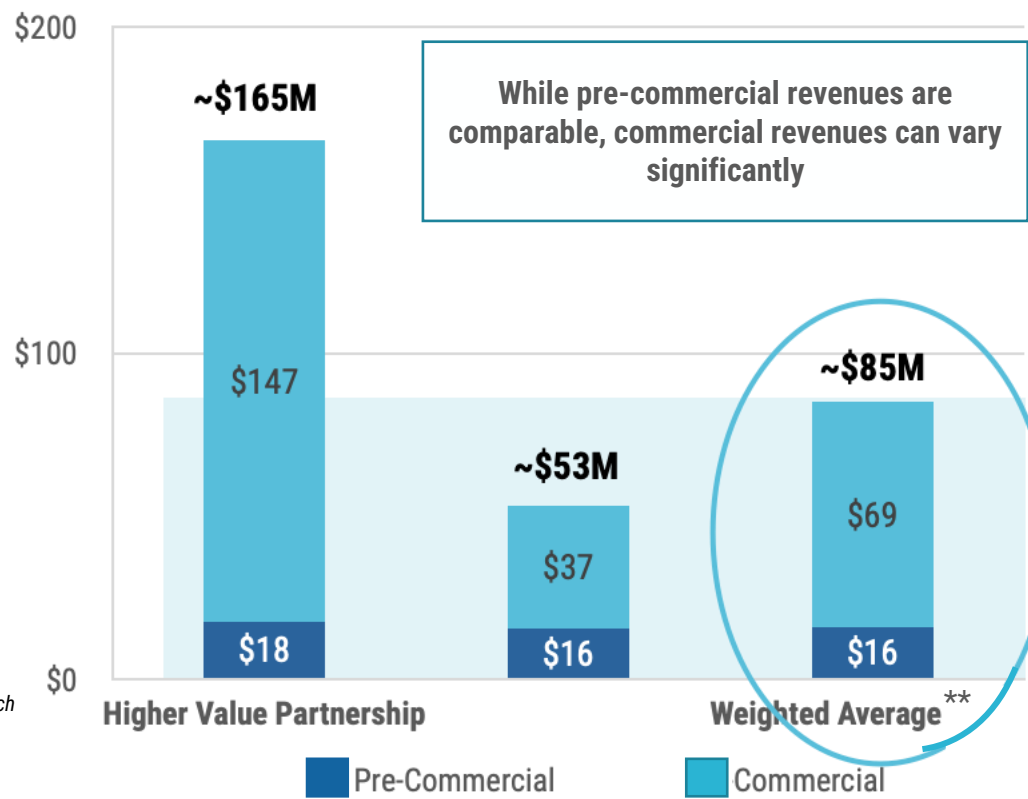 $200
~$165M
While pre-commercial revenues are
comparable, commercial revenues can vary
significantly
$100
~$85M
$147
~$53M
$69
$37
$18
$16
$16
$0
ch
Higher Value Partnership
Weighted Average**
Pre-Commercial
Commercial